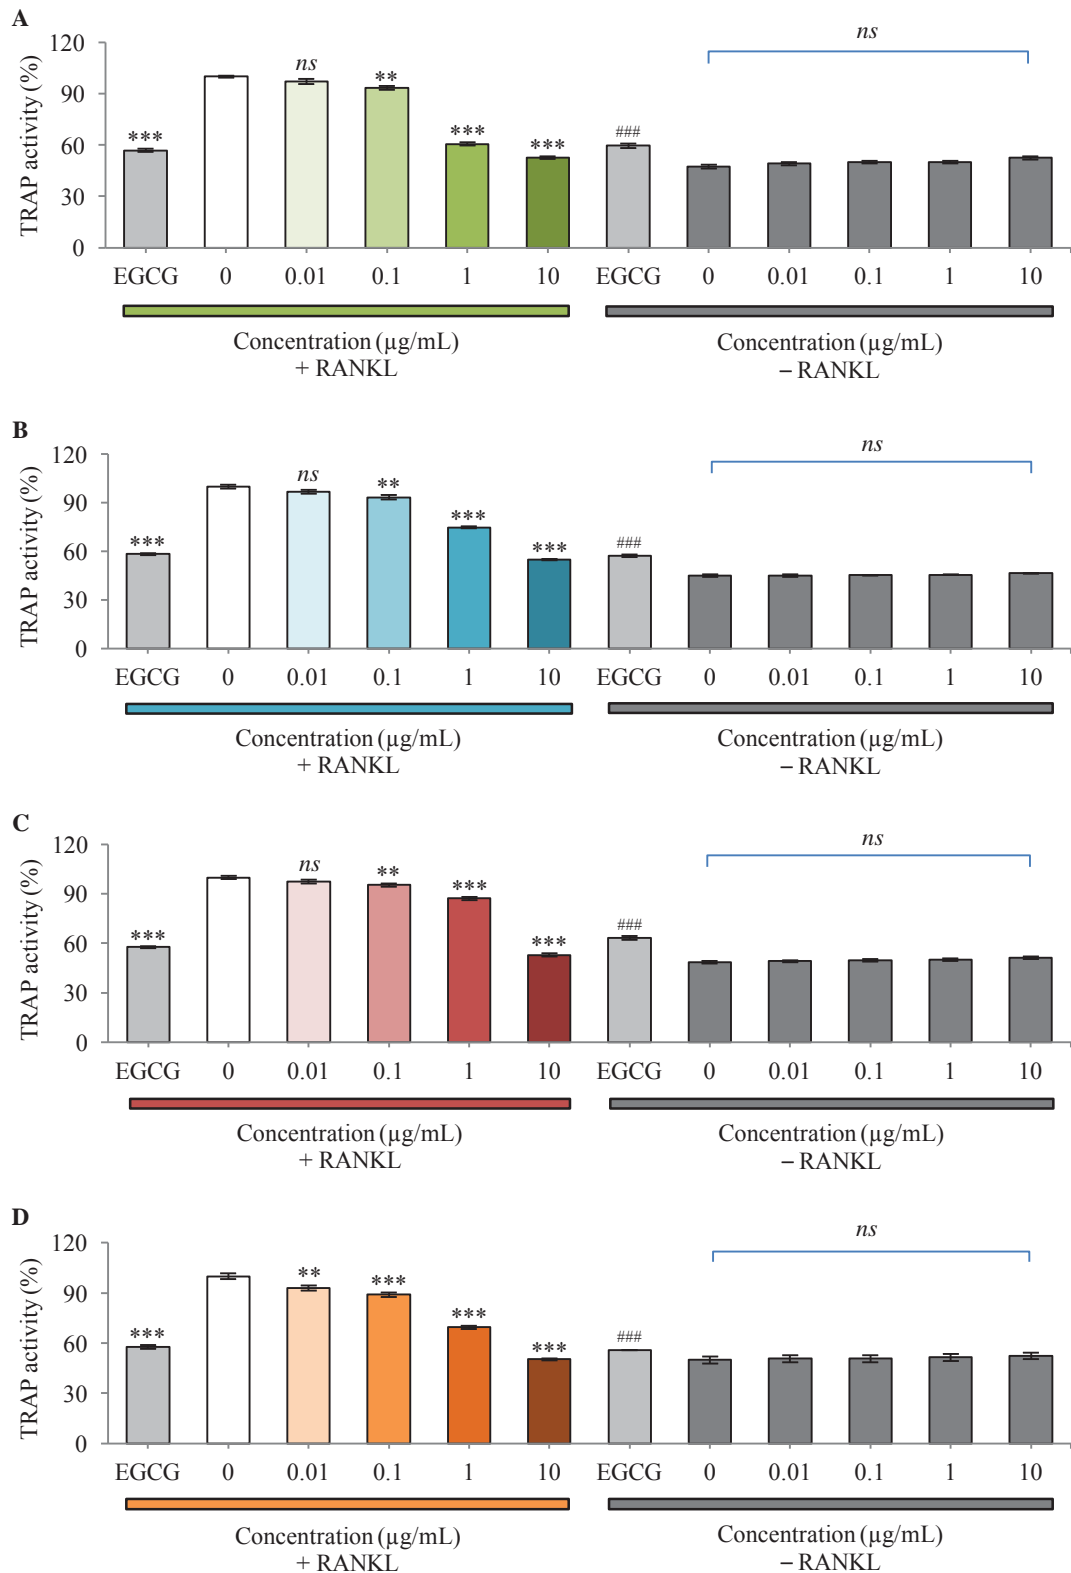 A
ns
120
90
60
30
0
TRAP activity (%)
***
ns
**
***
***
###
EGCG 0 0.01 0.1 1 10 EGCG 0 0.01 0.1 1 10
Concentration (µg/mL) Concentration (µg/mL)
+ RANKL – RANKL
B
ns
120
90
60
30
0
TRAP activity (%)
***
ns
**
***
***
###
EGCG 0 0.01 0.1 1 10 EGCG 0 0.01 0.1 1 10
Concentration (µg/mL) Concentration (µg/mL)
+ RANKL – RANKL
C
ns
120
90
60
30
0
TRAP activity (%)
***
ns
**
***
***
###
EGCG 0 0.01 0.1 1 10 EGCG 0 0.01 0.1 1 10
Concentration (µg/mL) Concentration (µg/mL)
+ RANKL – RANKL
D
ns
120
90
60
30
0
TRAP activity (%)
***
**
***
***
***
###
EGCG 0 0.01 0.1 1 10 EGCG 0 0.01 0.1 1 10
Concentration (µg/mL) Concentration (µg/mL)
+ RANKL – RANKL